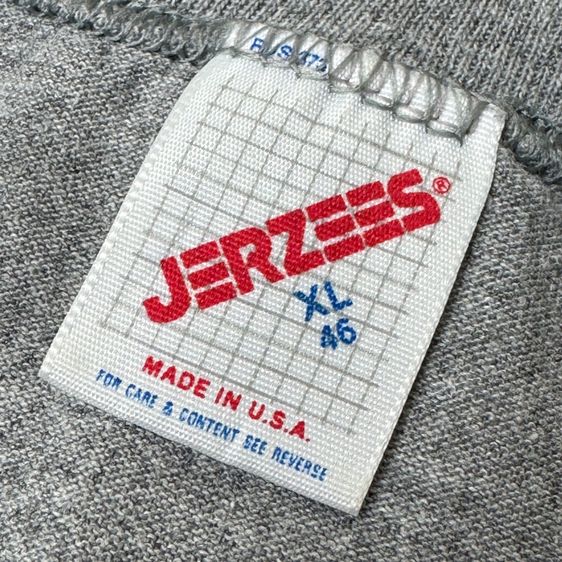 JERZEES®
XL
46
MADE IN U.S.A.
FOR CARE & CONTENT SEE REVERSE